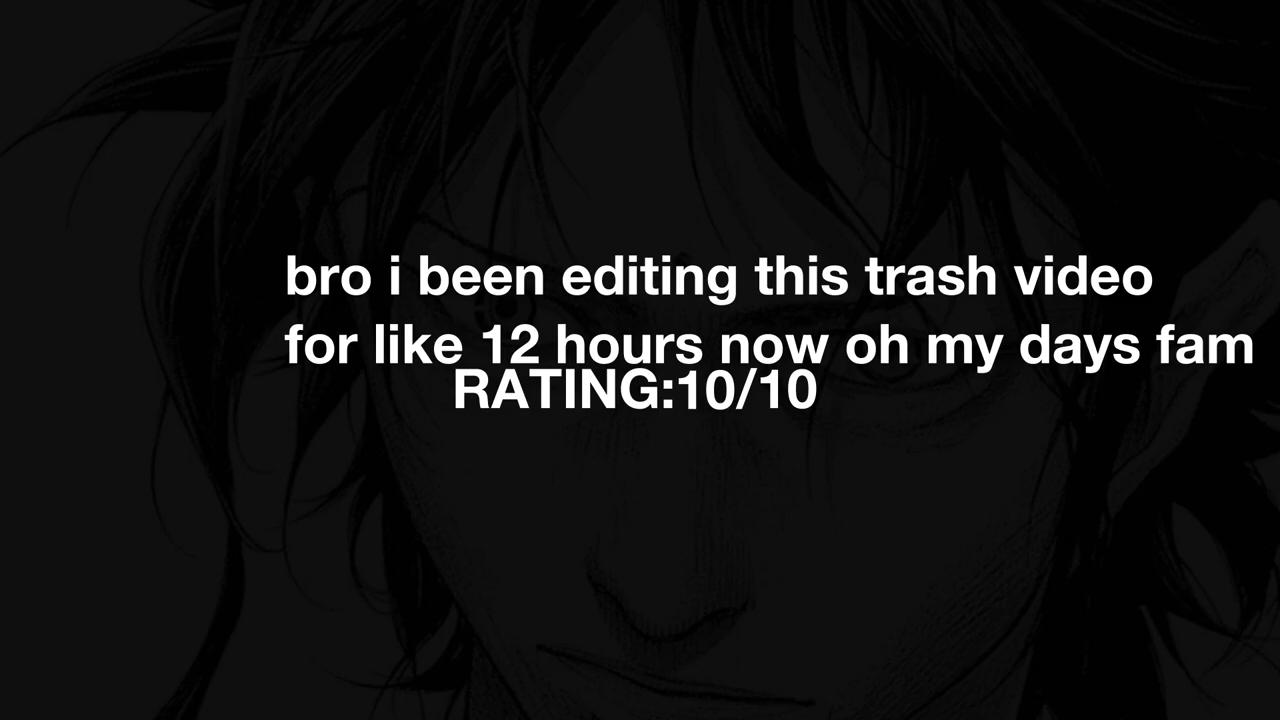 bro i been editing this trash video
for like 12 hours now oh my days fam
RATING:10/10